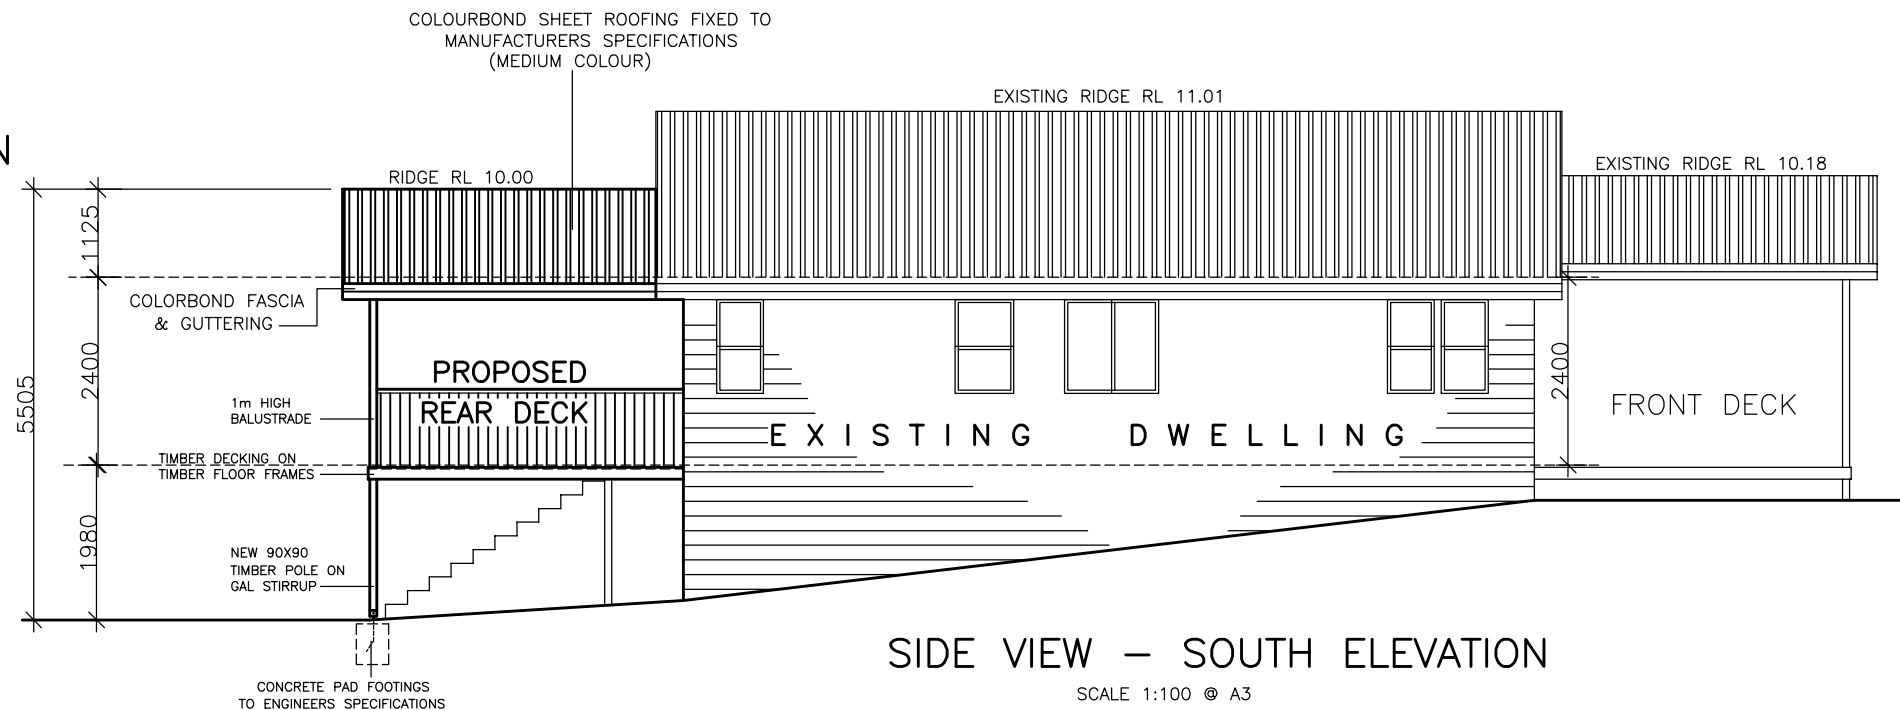 COLOURBOND SHEET ROOFING FIXED TO
MANUFACTURERS SPECIFICATIONS
(MEDIUM COLOUR)
EXISTING RIDGE RL 11.01
N
EXISTING RIDGE RL 10.18
RIDGE RL 10.00
1125
COLORBOND FASCIA
& GUTTERING
2400
5505
PROPOSED
REAR DECK
1m HIGH
BALUSTRADE
2400
FRONT DECK
EXISTING DWELLING
TIMBER DECKING ON
TIMBER FLOOR FRAMES
1980
NEW 90X90
TIMBER POLE ON
GAL STIRRUP
CONCRETE PAD FOOTINGS
TO ENGINEERS SPECIFICATIONS
SIDE VIEW – SOUTH ELEVATION
SCALE 1:100 @ A3